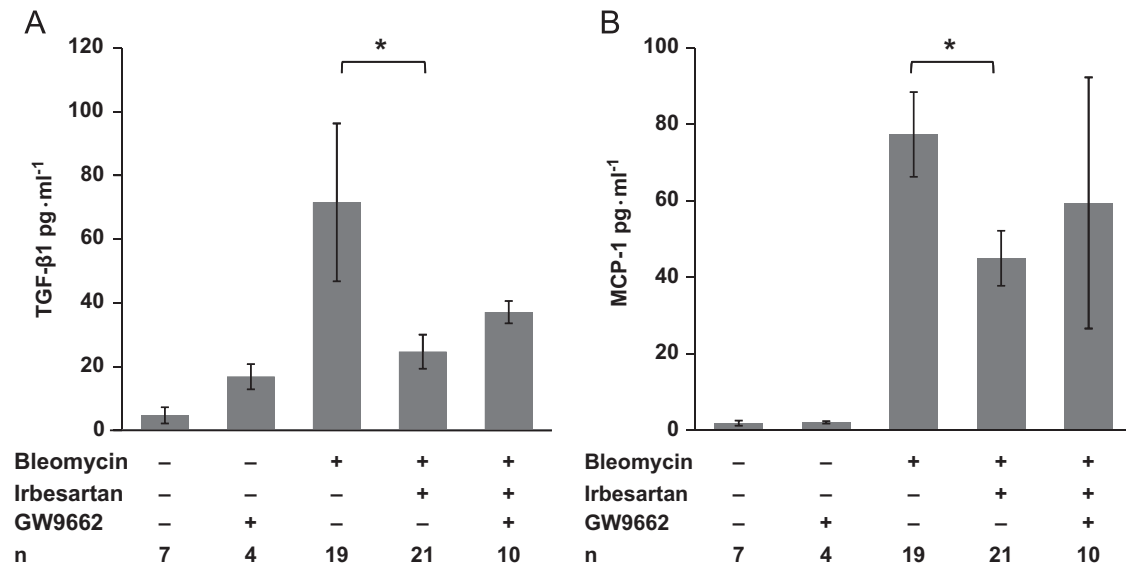 A
120
100
80
60
40
20
0
TGF-β1 pg·ml⁻¹
*
Bleomycin – – + + +
Irbesartan – – – + +
GW9662 – + – – +
n 7 4 19 21 10
B
100
80
60
40
20
0
MCP-1 pg·ml⁻¹
*
Bleomycin – – + + +
Irbesartan – – – + +
GW9662 – + – – +
n 7 4 19 21 10